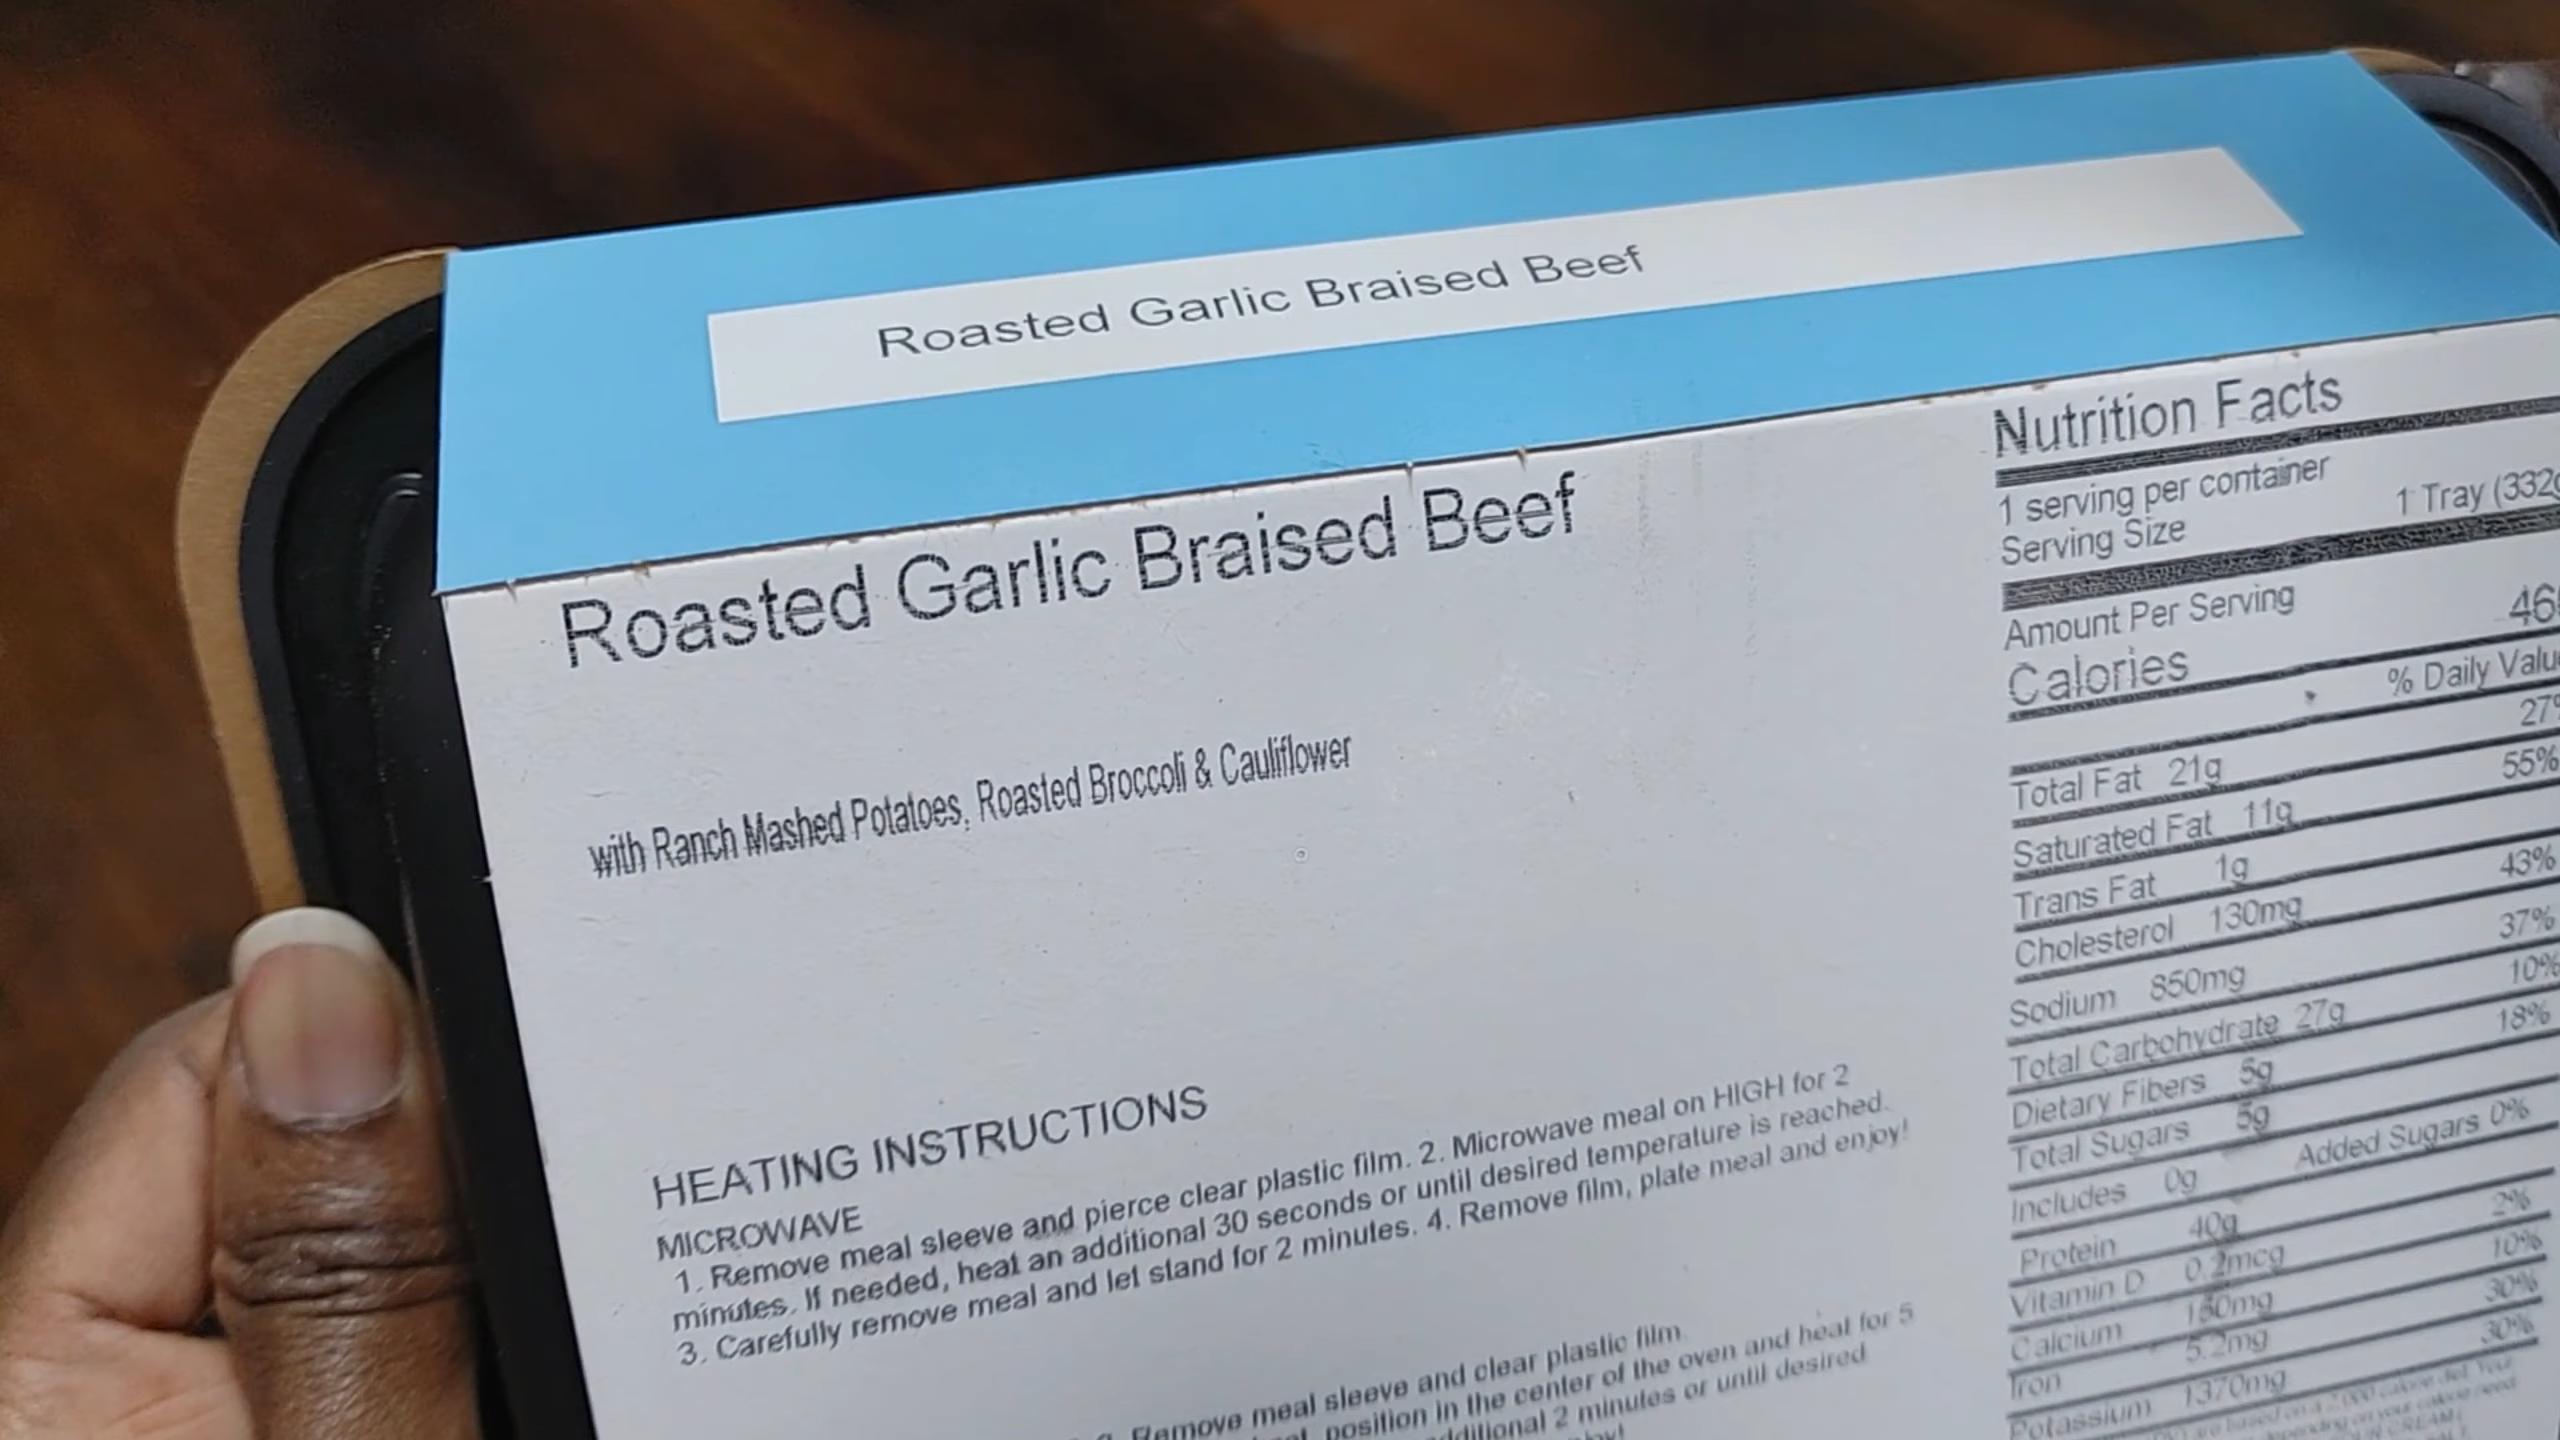 Roasted Garlic Braised Beef
Roasted Garlic Braised Beef
with Ranch Mashed Potatoes, Roasted Broccoli & Cauliflower
HEATING INSTRUCTIONS
MICROWAVE
1. Remove meal sleeve and pierce clear plastic film. 2. Microwave meal on HIGH for 2
minutes. If needed, heat an additional 30 seconds or until desired temperature is reached.
3. Carefully remove meal and let stand for 2 minutes. 4. Remove film, plate meal and enjoy!
Remove meal sleeve and clear plastic film
position in the center of the oven and heat for 5
2 minutes or until desired
Nutrition Facts
1 serving per container
Serving Size 1 Tray (332g
Amount Per Serving
Calories 46
% Daily Valu
27%
Total Fat 21g 55%
Saturated Fat 11g
Trans Fat 1g 43%
Cholesterol 130mg 37%
Sodium 850mg 10%
Total Carbohydrate 27g 18%
Dietary Fibers 5g
Total Sugars 5g
Includes 0g Added Sugars 0%
Protein 40g
Vitamin D 0.2mcg 2%
Calcium 10%
Iron 5.2mg 30%
Potassium 1370mg 30%